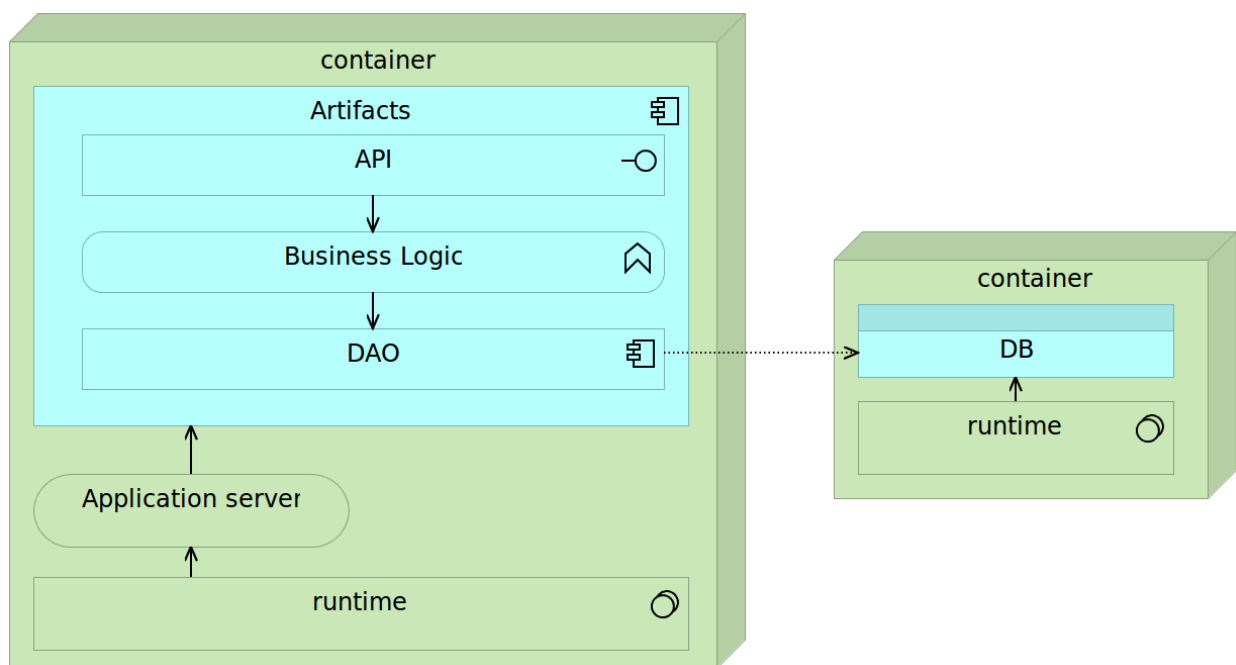 container
Artifacts
API
Business Logic
DAO
Application server
runtime
container
DB
runtime